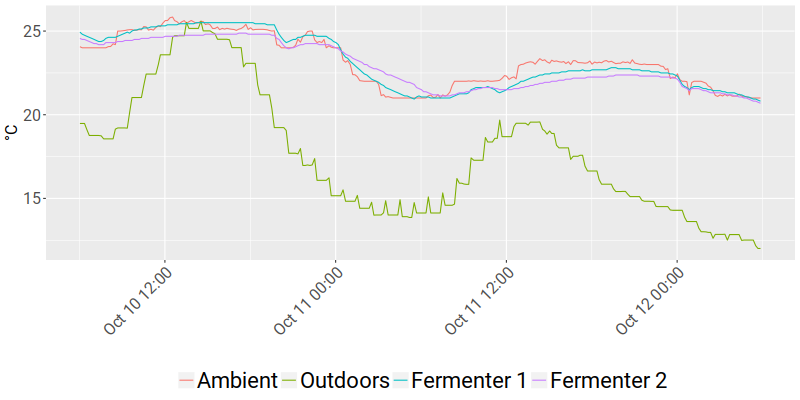 25
20
15
°C
Oct 10 12:00
Oct 11 00:00
Oct 11 12:00
Oct 12 00:00
Ambient Outdoors Fermenter 1 Fermenter 2